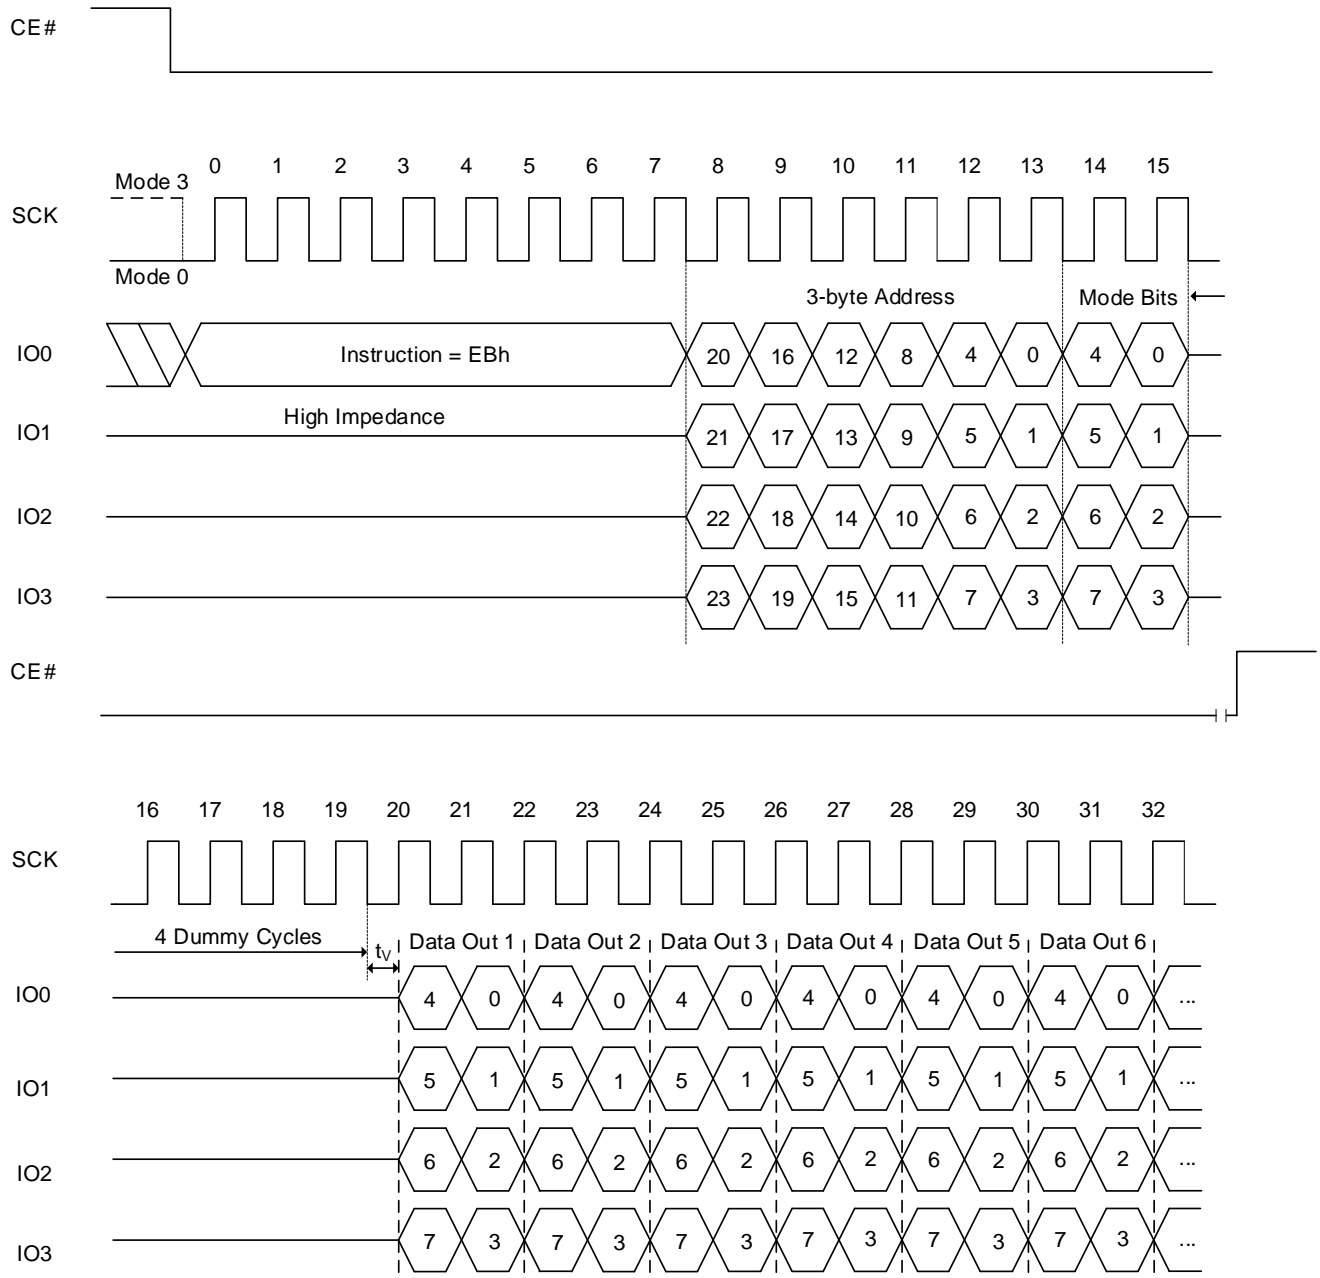 CE#
0 1 2 3 4 5 6 7 8 9 10 11 12 13 14 15
Mode 3
SCK
Mode 0
3-byte Address Mode Bits
IO0 Instruction = EBh 20 16 12 8 4 0 4 0
High Impedance
IO1 21 17 13 9 5 1 5 1
IO2 22 18 14 10 6 2 6 2
IO3 23 19 15 11 7 3 7 3
CE#
16 17 18 19 20 21 22 23 24 25 26 27 28 29 30 31 32
SCK
4 Dummy Cycles tV Data Out 1 Data Out 2 Data Out 3 Data Out 4 Data Out 5 Data Out 6
IO0 4 0 4 0 4 0 4 0 4 0 4 0 ...
IO1 5 1 5 1 5 1 5 1 5 1 5 1 ...
IO2 6 2 6 2 6 2 6 2 6 2 6 2 ...
IO3 7 3 7 3 7 3 7 3 7 3 7 3 ...